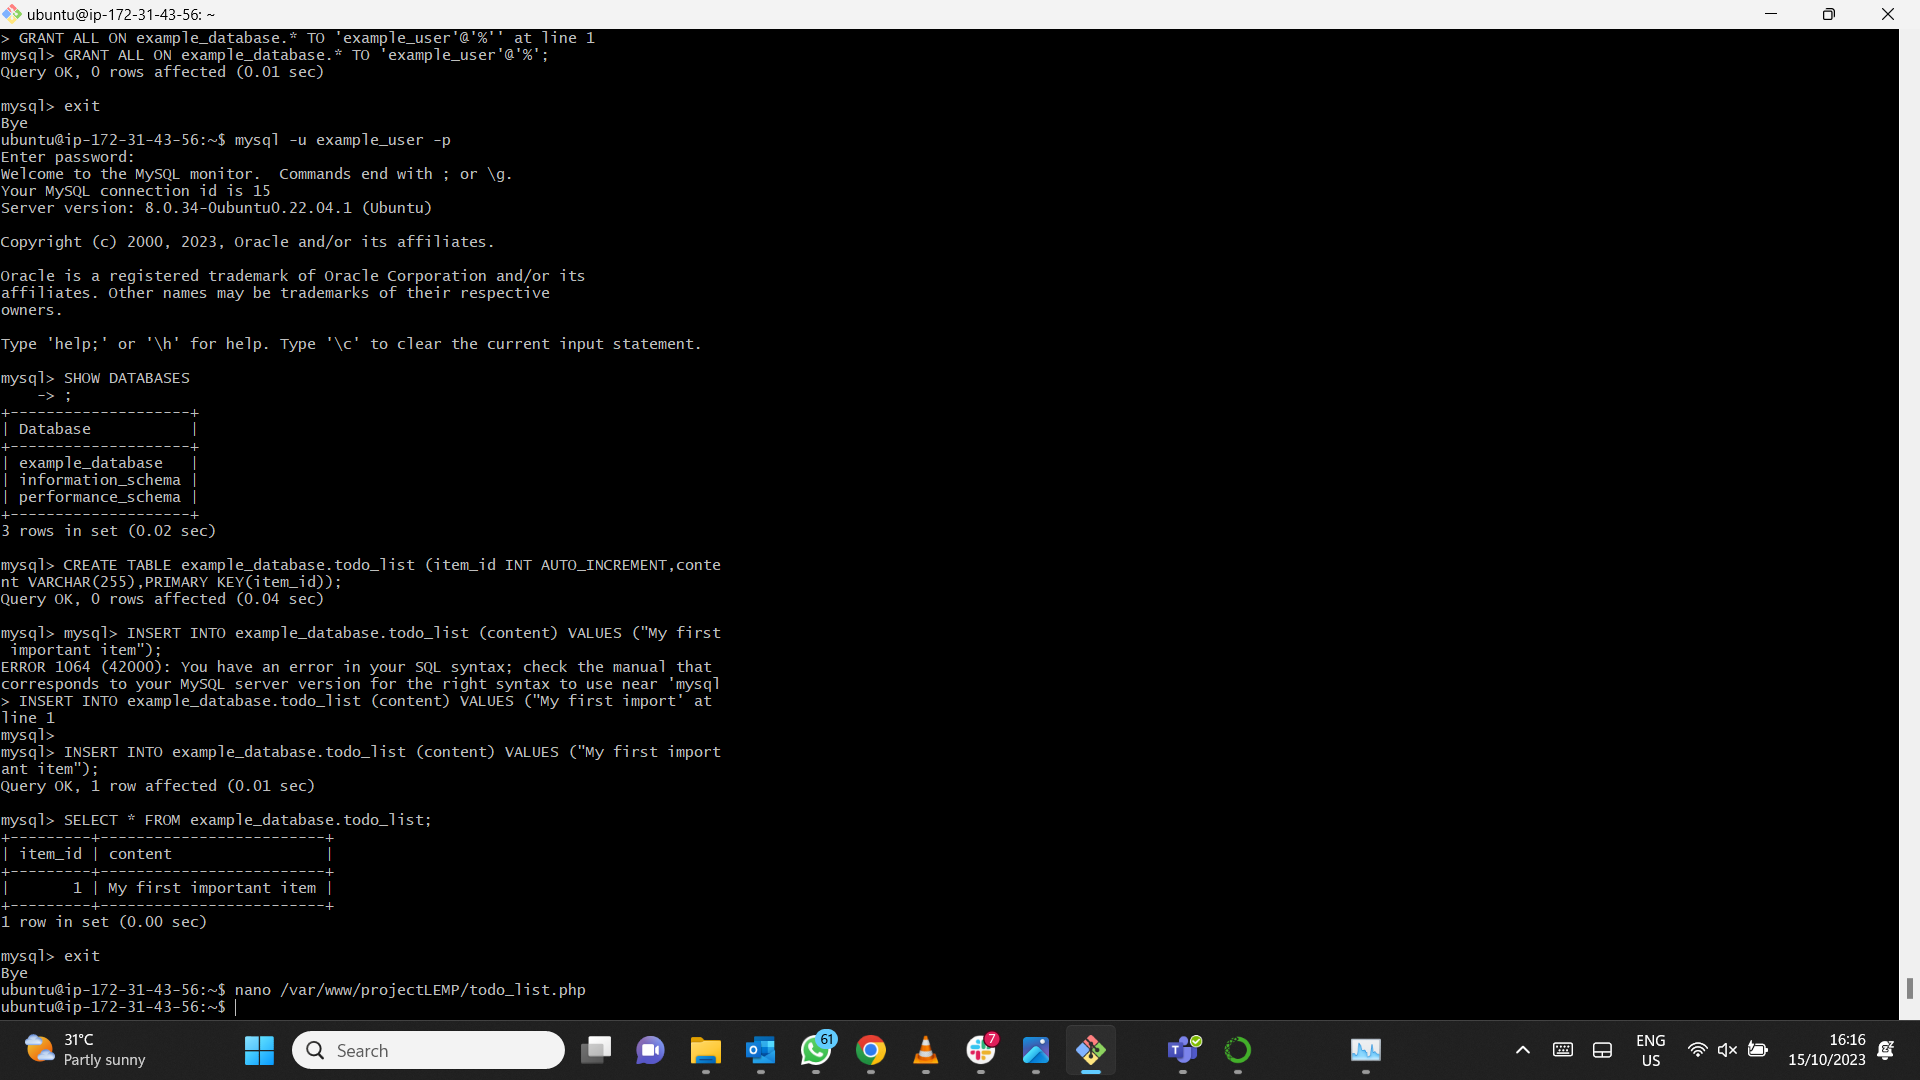 ubuntu@ip-172-31-43-56: ~
> GRANT ALL ON example_database.* TO 'example_user'@'%'' at line 1
mysql> GRANT ALL ON example_database.* TO 'example_user'@'%';
Query OK, 0 rows affected (0.01 sec)
mysql> exit
Bye
ubuntu@ip-172-31-43-56:~$ mysql -u example_user -p
Enter password:
Welcome to the MySQL monitor.  Commands end with ; or \g.
Your MySQL connection id is 15
Server version: 8.0.34-0ubuntu0.22.04.1 (Ubuntu)
Copyright (c) 2000, 2023, Oracle and/or its affiliates.
Oracle is a registered trademark of Oracle Corporation and/or its
affiliates. Other names may be trademarks of their respective
owners.
Type 'help;' or '\h' for help. Type '\c' to clear the current input statement.
mysql> SHOW DATABASES
    -> ;
+--------------------+
| Database           |
+--------------------+
| example_database   |
| information_schema |
| performance_schema |
+--------------------+
3 rows in set (0.02 sec)
mysql> CREATE TABLE example_database.todo_list (item_id INT AUTO_INCREMENT,conte
nt VARCHAR(255),PRIMARY KEY(item_id));
Query OK, 0 rows affected (0.04 sec)
mysql> mysql> INSERT INTO example_database.todo_list (content) VALUES ("My first
 important item");
ERROR 1064 (42000): You have an error in your SQL syntax; check the manual that
corresponds to your MySQL server version for the right syntax to use near 'mysql
> INSERT INTO example_database.todo_list (content) VALUES ("My first import' at
line 1
mysql>
mysql> INSERT INTO example_database.todo_list (content) VALUES ("My first import
ant item");
Query OK, 1 row affected (0.01 sec)
mysql> SELECT * FROM example_database.todo_list;
+---------+-------------------------+
| item_id | content                 |
+---------+-------------------------+
|       1 | My first important item |
+---------+-------------------------+
1 row in set (0.00 sec)
mysql> exit
Bye
ubuntu@ip-172-31-43-56:~$ nano /var/www/projectLEMP/todo_list.php
ubuntu@ip-172-31-43-56:~$
31°C
Partly sunny
Search
61
7
ENG
US
16:16
15/10/2023